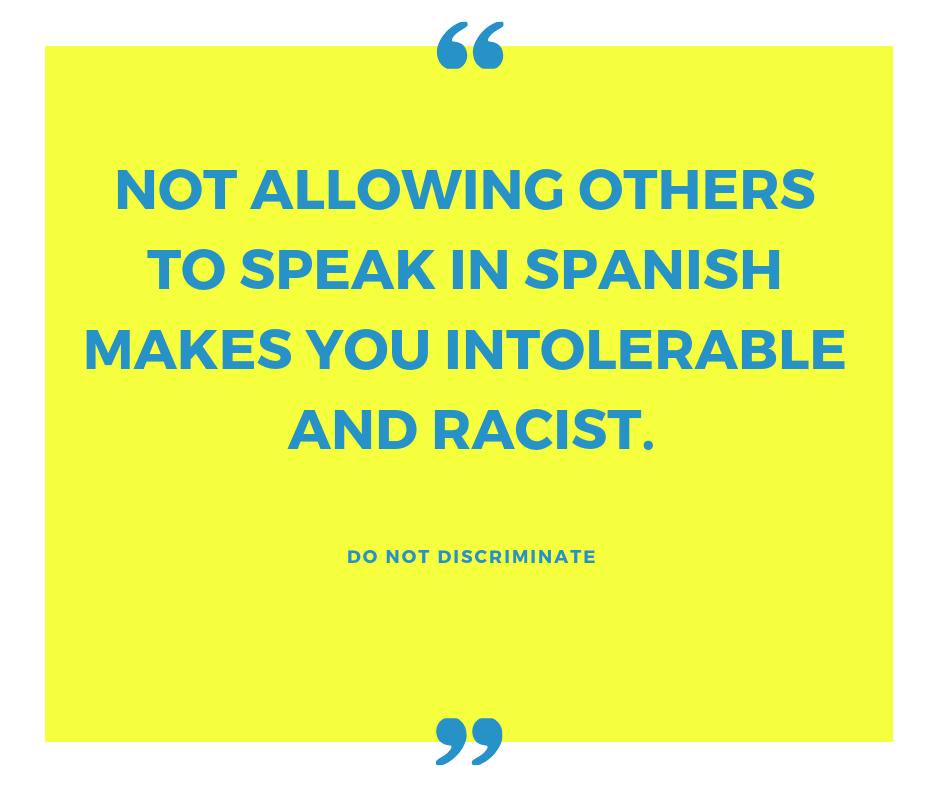 “
NOT ALLOWING OTHERS
TO SPEAK IN SPANISH
MAKES YOU INTOLERABLE
AND RACIST.
DO NOT DISCRIMINATE
”